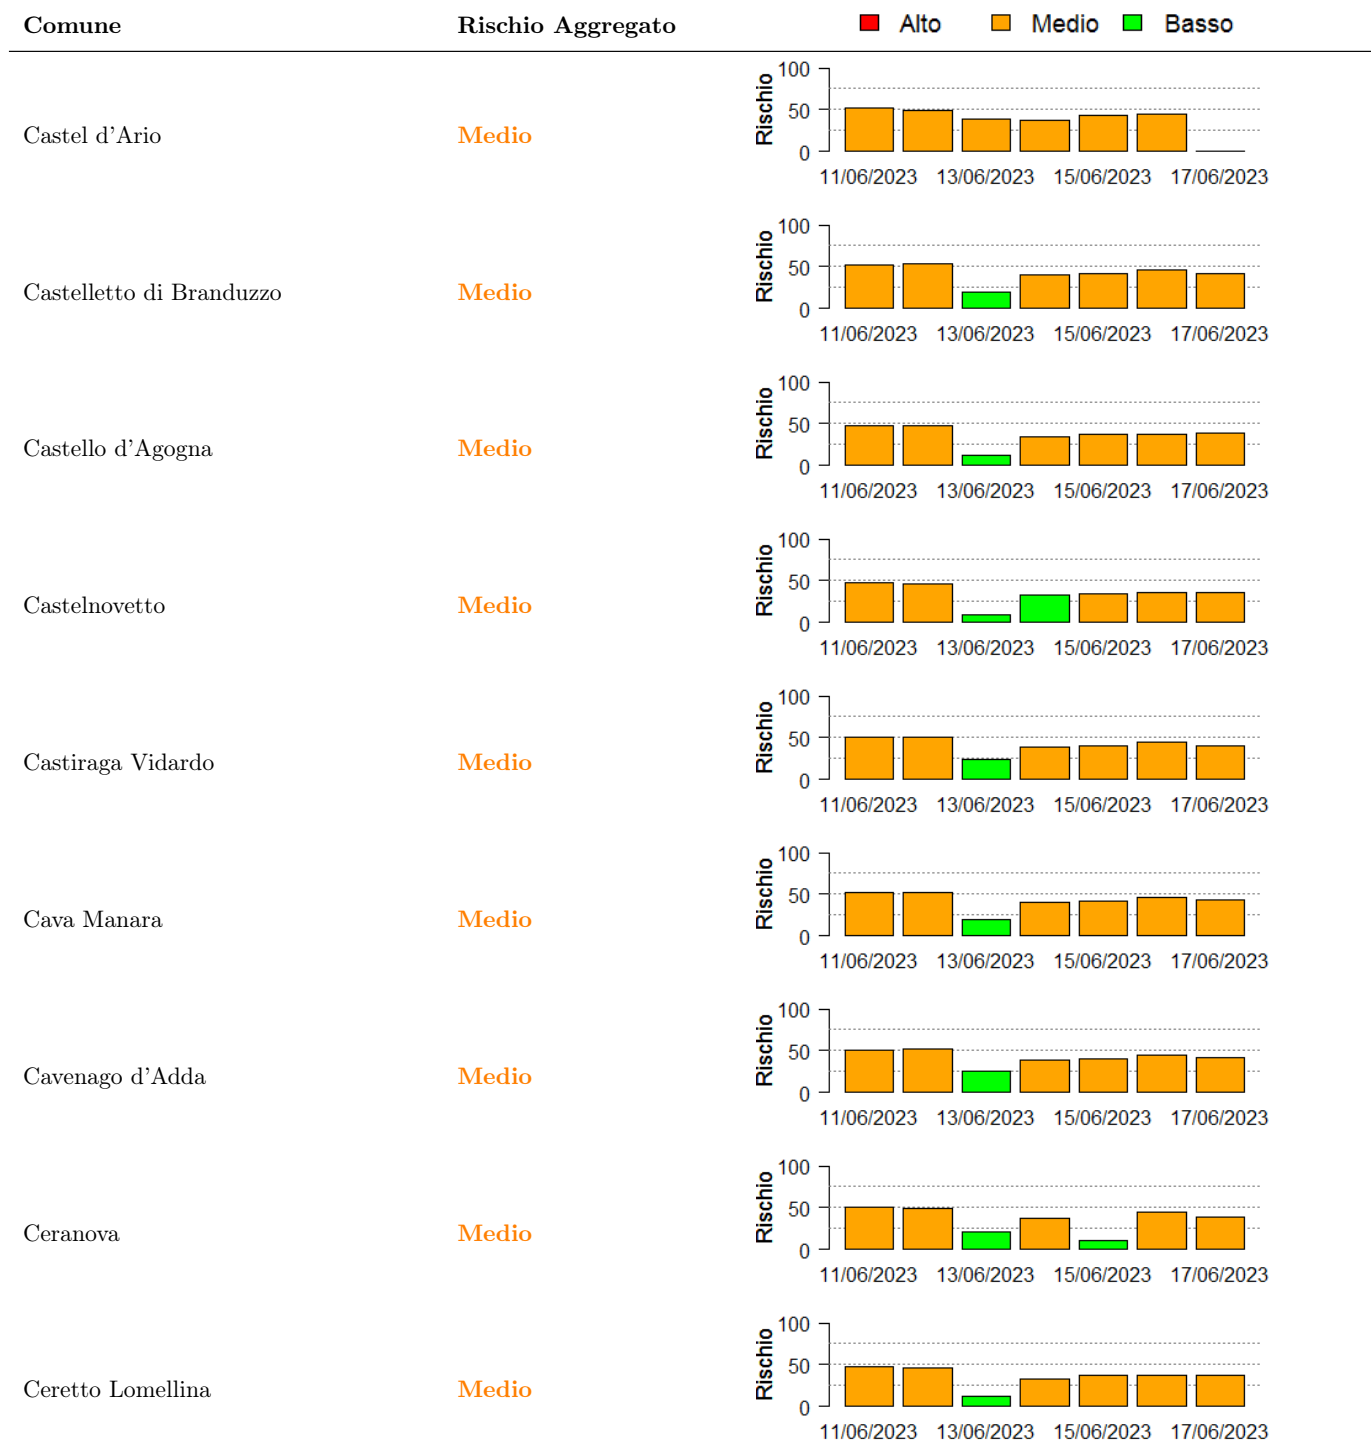 Comune Rischio Aggregato Alto Medio Basso
Castel d'Ario Medio Rischio 100 50 0
11/06/2023 13/06/2023 15/06/2023 17/06/2023
Castelletto di Branduzzo Medio Rischio 100 50 0
11/06/2023 13/06/2023 15/06/2023 17/06/2023
Castello d'Agogna Medio Rischio 100 50 0
11/06/2023 13/06/2023 15/06/2023 17/06/2023
Castelnovetto Medio Rischio 100 50 0
11/06/2023 13/06/2023 15/06/2023 17/06/2023
Castiraga Vidardo Medio Rischio 100 50 0
11/06/2023 13/06/2023 15/06/2023 17/06/2023
Cava Manara Medio Rischio 100 50 0
11/06/2023 13/06/2023 15/06/2023 17/06/2023
Cavenago d'Adda Medio Rischio 100 50 0
11/06/2023 13/06/2023 15/06/2023 17/06/2023
Ceranova Medio Rischio 100 50 0
11/06/2023 13/06/2023 15/06/2023 17/06/2023
Ceretto Lomellina Medio Rischio 100 50 0
11/06/2023 13/06/2023 15/06/2023 17/06/2023